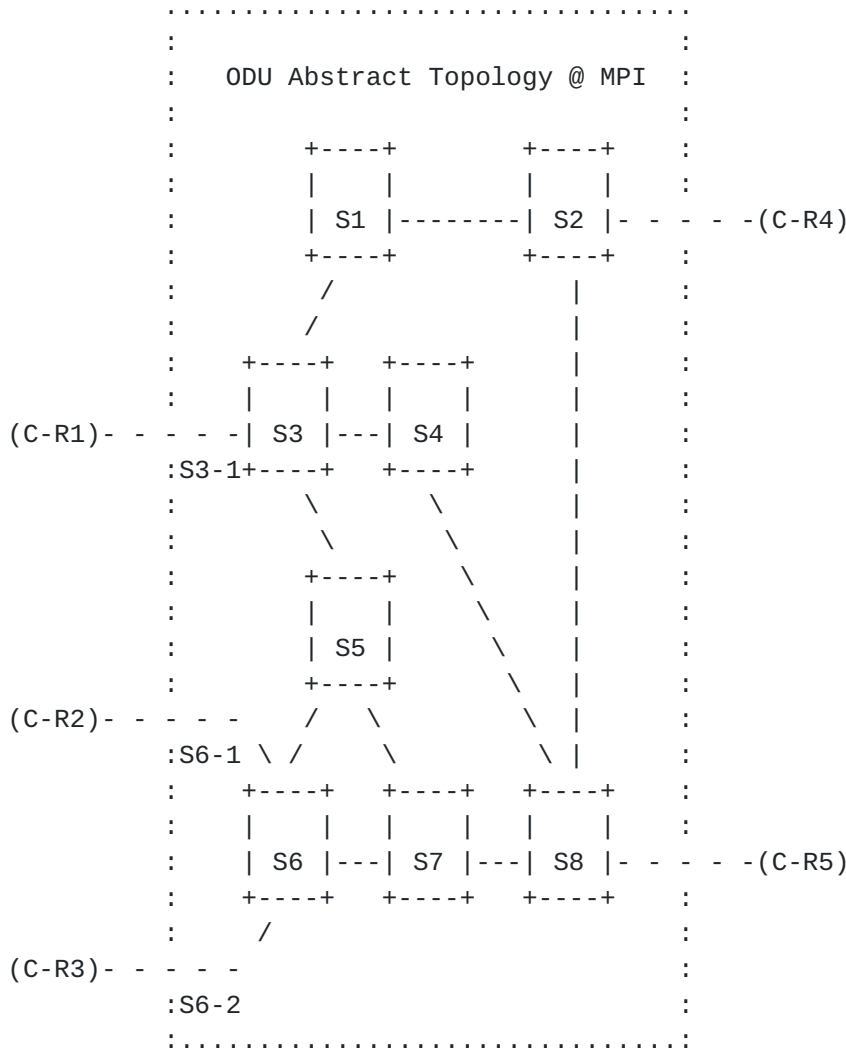 ODU Abstract Topology @ MPI
S1 S2 (C-R4)
(C-R1) S3 S4
S3-1
S5
(C-R2)
S6-1
S6 S7 S8 (C-R5)
(C-R3)
S6-2